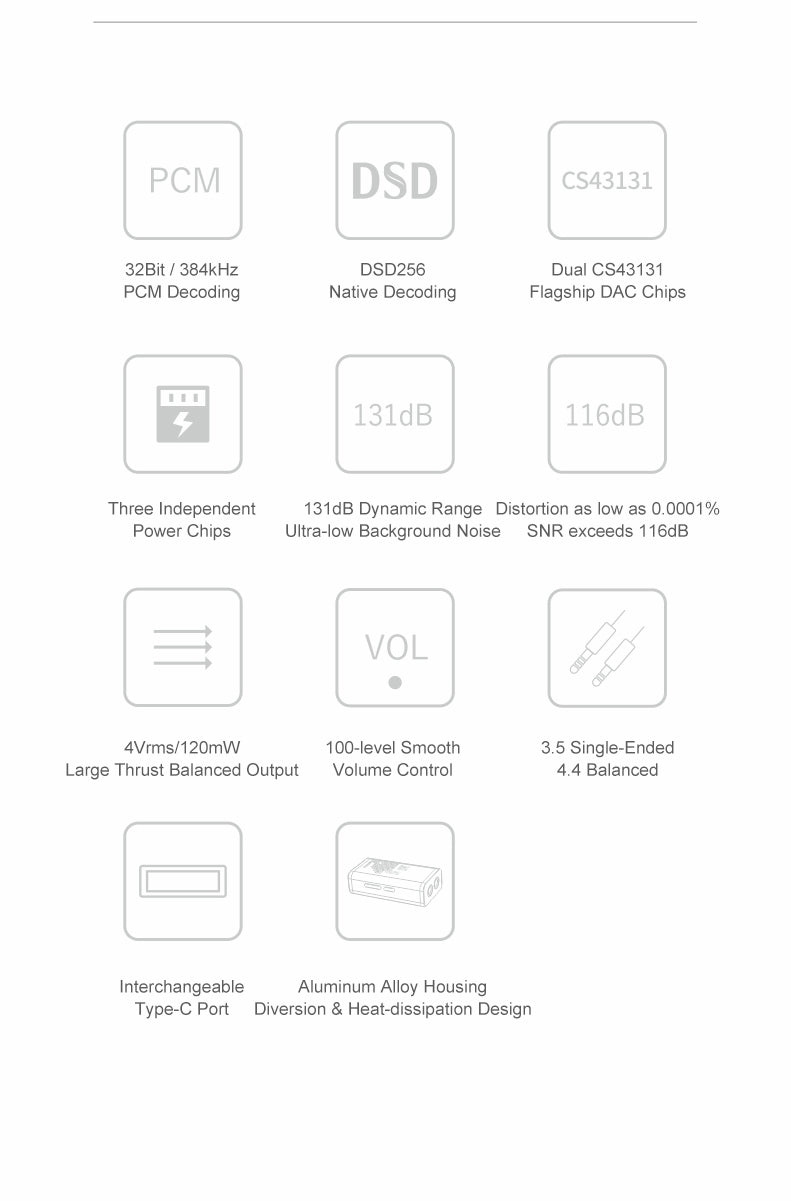 PCM
32Bit / 384kHz
PCM Decoding
DSD
DSD256
Native Decoding
CS43131
Dual CS43131
Flagship DAC Chips
Three Independent
Power Chips
131dB
131dB Dynamic Range
Ultra-low Background Noise
116dB
Distortion as low as 0.0001%
SNR exceeds 116dB
4Vrms/120mW
Large Thrust Balanced Output
VOL
100-level Smooth
Volume Control
3.5 Single-Ended
4.4 Balanced
Interchangeable
Type-C Port
Aluminum Alloy Housing
Diversion & Heat-dissipation Design